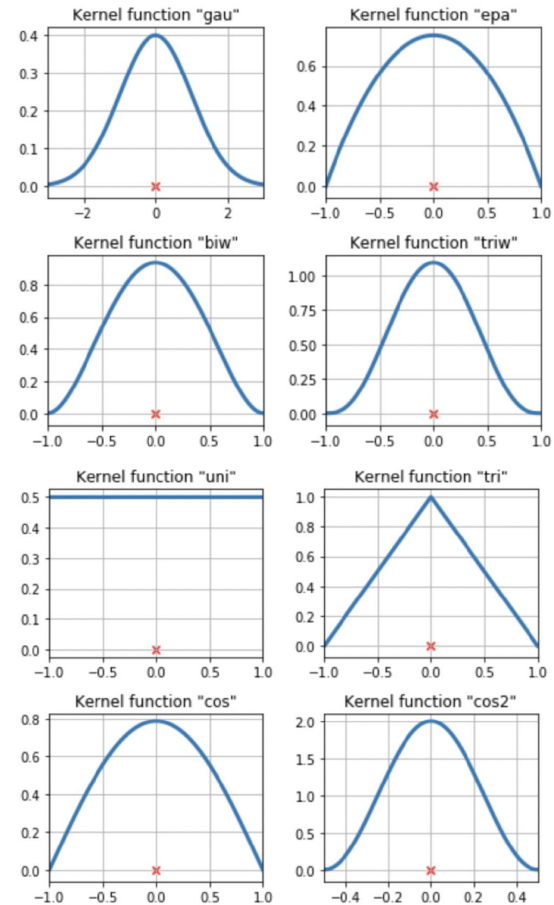 Kernel function "gau"
0.4
0.3
0.2
0.1
0.0
−2 0 2
Kernel function "epa"
0.6
0.4
0.2
0.0
−1.0 −0.5 0.0 0.5 1.0
Kernel function "biw"
0.8
0.6
0.4
0.2
0.0
−1.0 −0.5 0.0 0.5 1.0
Kernel function "triw"
1.00
0.75
0.50
0.25
0.00
−1.0 −0.5 0.0 0.5 1.0
Kernel function "uni"
0.5
0.4
0.3
0.2
0.1
0.0
−1.0 −0.5 0.0 0.5 1.0
Kernel function "tri"
1.0
0.8
0.6
0.4
0.2
0.0
−1.0 −0.5 0.0 0.5 1.0
Kernel function "cos"
0.8
0.6
0.4
0.2
0.0
−1.0 −0.5 0.0 0.5 1.0
Kernel function "cos2"
2.0
1.5
1.0
0.5
0.0
−0.4 −0.2 0.0 0.2 0.4